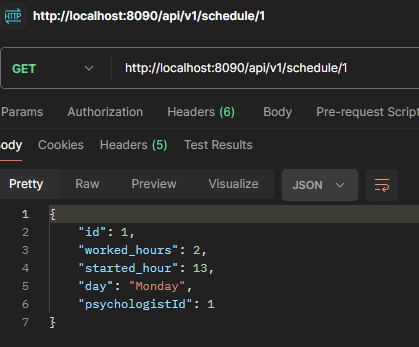 HTTP http://localhost:8090/api/v1/schedule/1
GET http://localhost:8090/api/v1/schedule/1
Params Authorization Headers (6) Body Pre-request Script
ody Cookies Headers (5) Test Results
Pretty Raw Preview Visualize JSON
1 {
2 "id": 1,
3 "worked_hours": 2,
4 "started_hour": 13,
5 "day": "Monday",
6 "psychologistId": 1
7 }